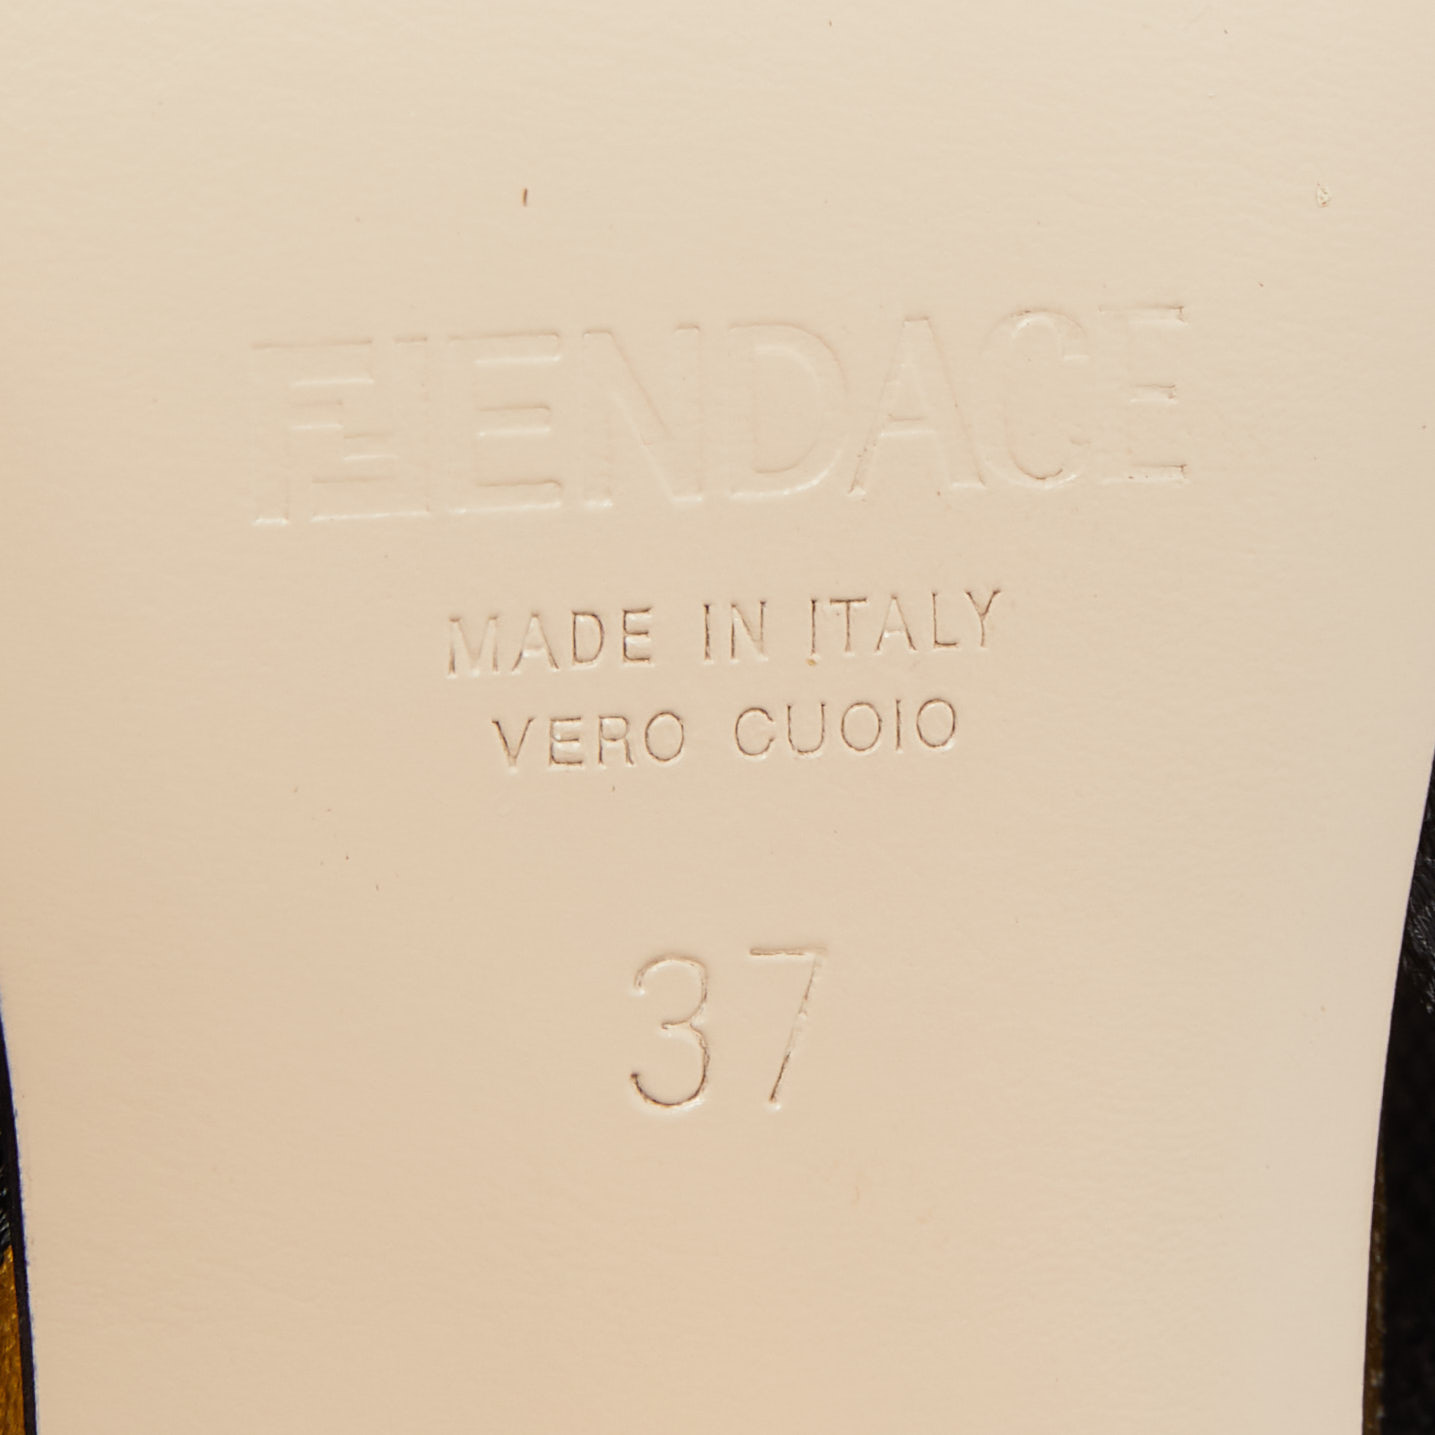 FENDACE
MADE IN ITALY
VERO CUOIO
37